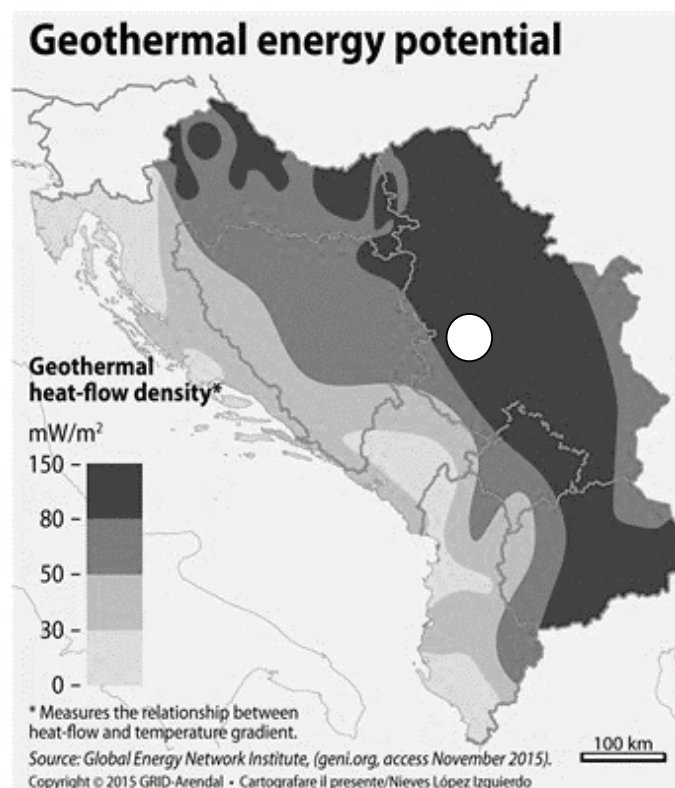 Geothermal energy potential
Geothermal
heat-flow density*
mW/m²
150
80
50
30
0
* Measures the relationship between
heat-flow and temperature gradient.
100 km
Source: Global Energy Network Institute, (geni.org, access November 2015).
Copyright © 2015 GRID-Arendal • Cartografare il presente/Nieves López Izquierdo